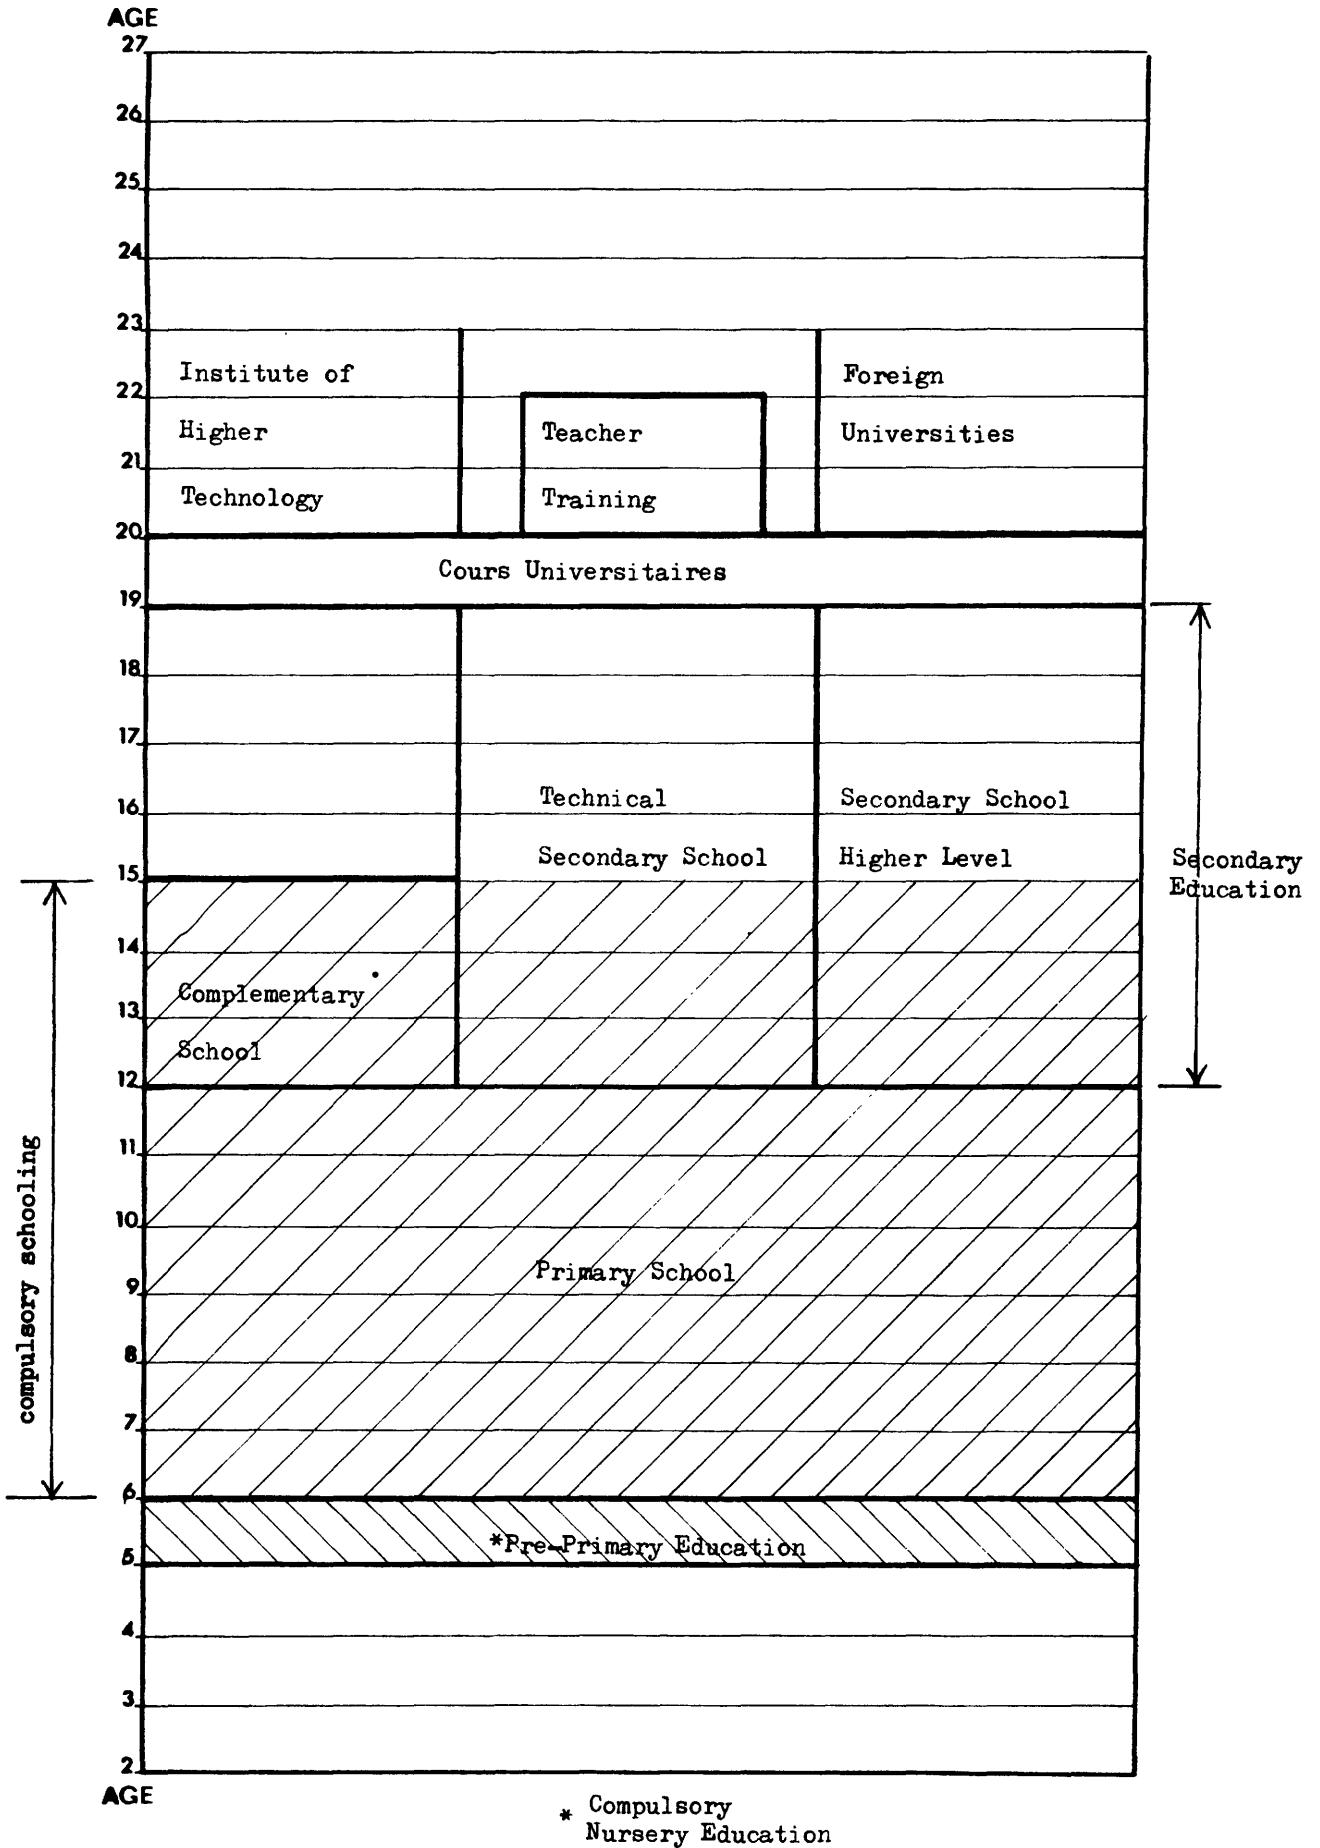 AGE
27
26
25
24
23
Institute of
Foreign
22
Higher
Teacher
Universities
21
Technology
Training
20
Cours Universitaires
19
18
17
16
Technical
Secondary School
Secondary School
Higher Level
15
Secondary
Education
14
Complementary
13
School
12
11
10
compulsory schooling
Primary School
9
8
7
6
*Pre-Primary Education
5
4
3
2
AGE
* Compulsory
Nursery Education